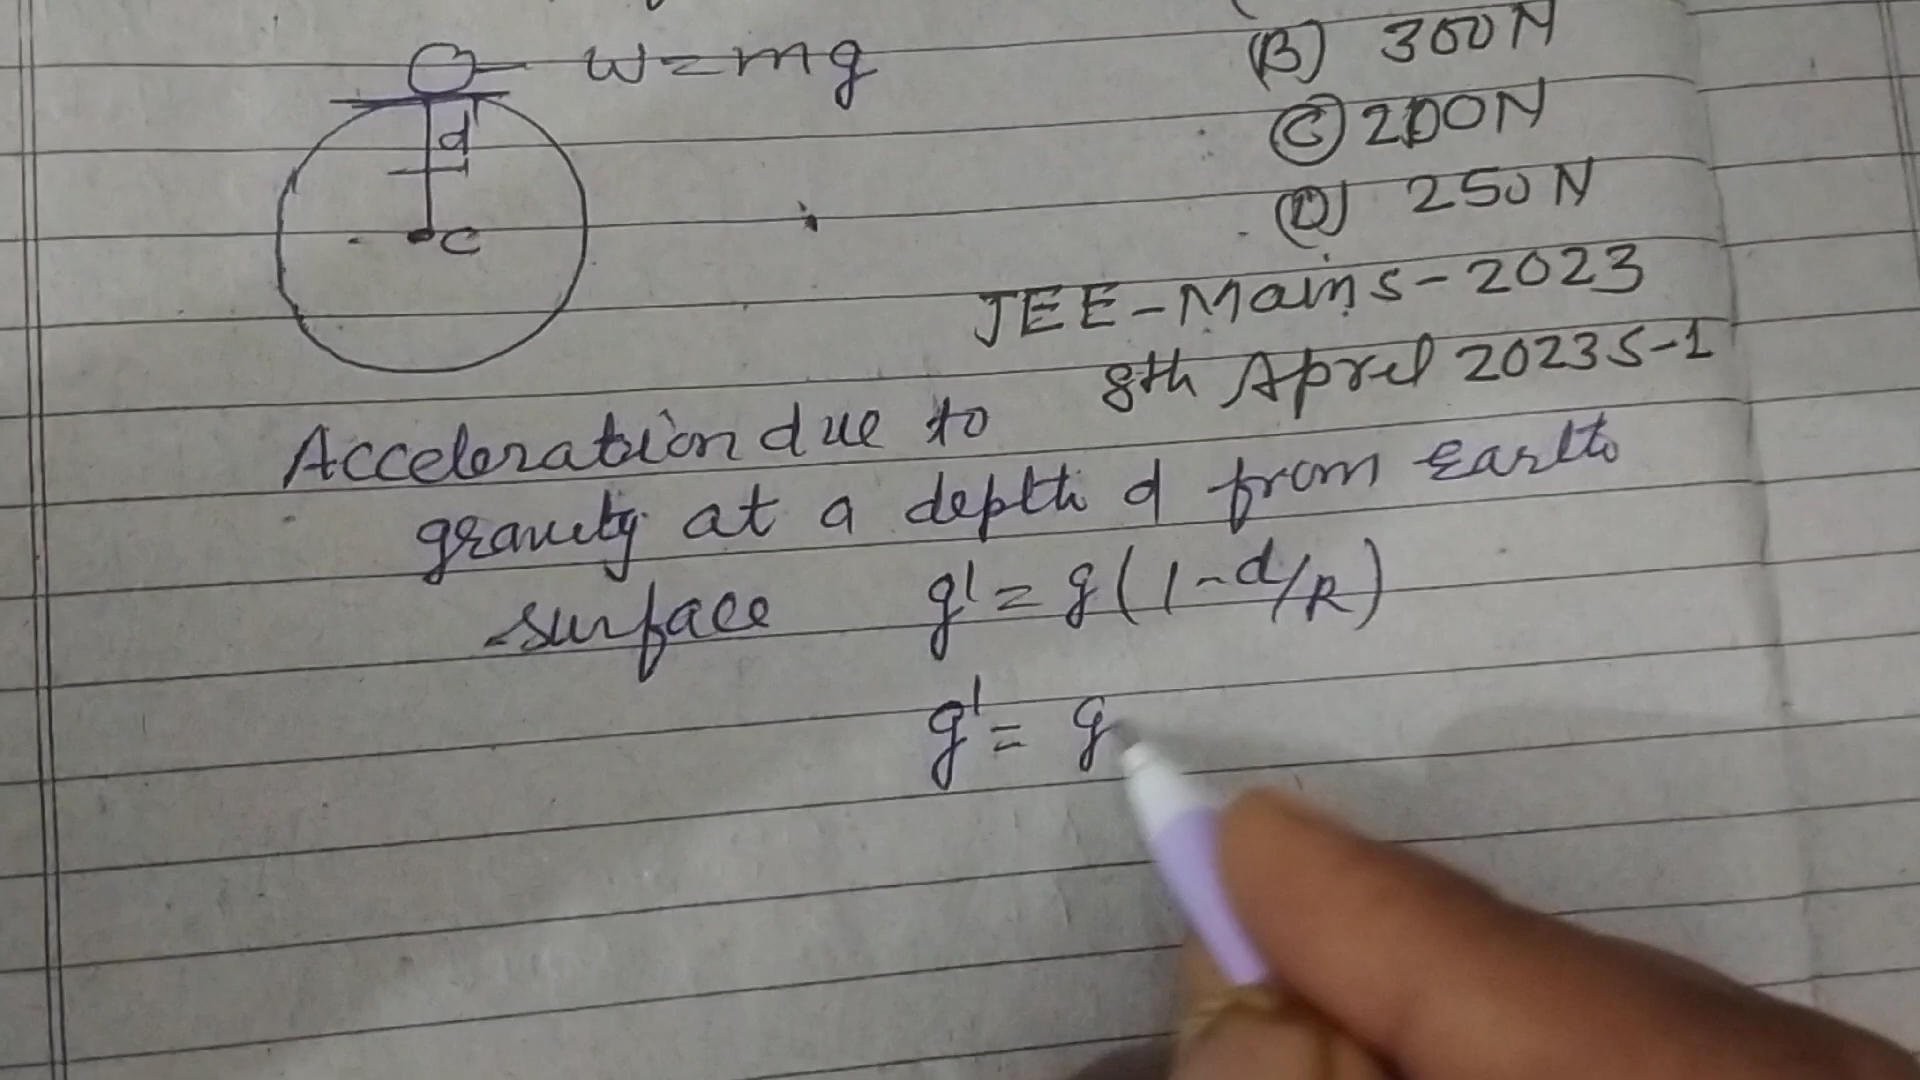 W = mg
(B) 300N
d
(C) 200N
C
(D) 250N
JEE-Mains-2023
8th April 2023 S-1
Acceleration due to
gravity at a depth d from Earth
surface g' = g(1-d/R)
g' = g